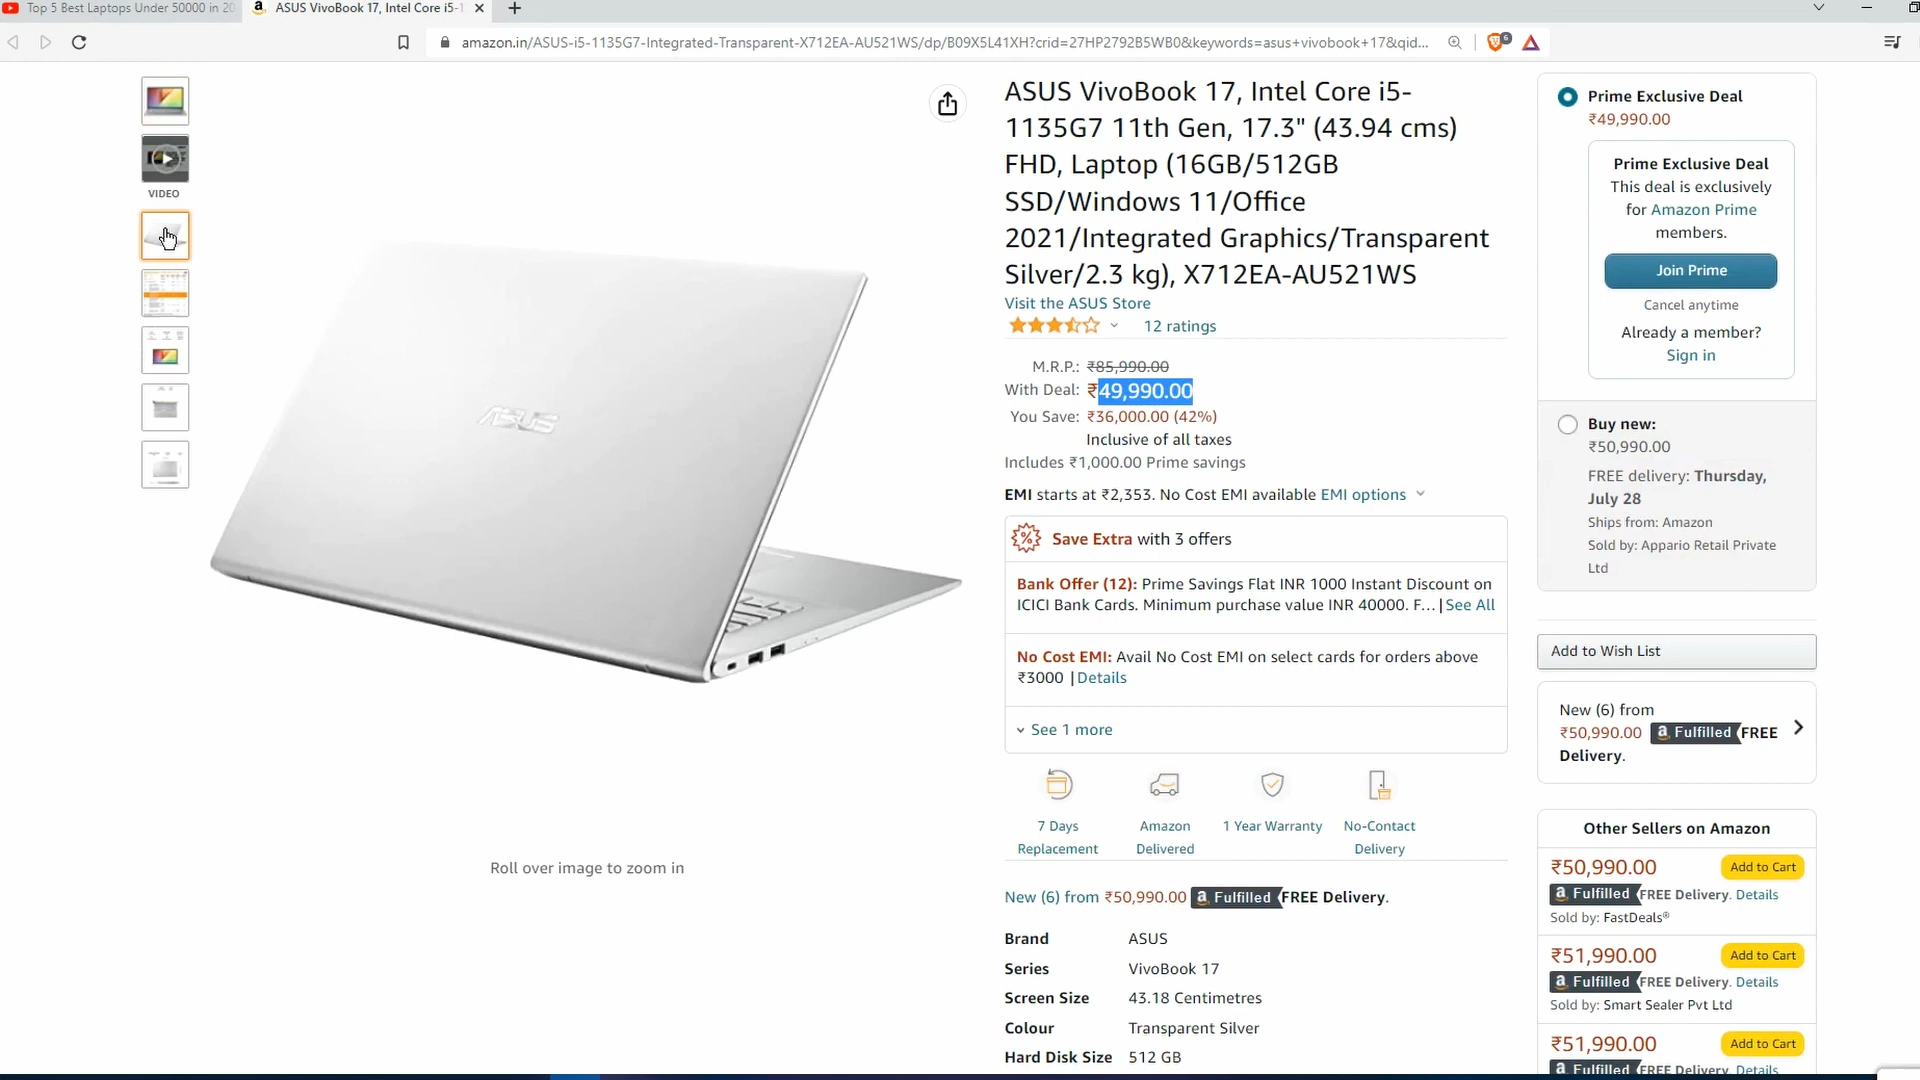 Top 5 Best Laptops Under 50000 in 20
ASUS VivoBook 17, Intel Core i5-1
amazon.in/ASUS-i5-1135G7-Integrated-Transparent-X712EA-AU521WS/dp/B09X5L41XH?crid=27HP2792B5WB0&keywords=asus+vivobook+17&qid...
6
VIDEO
ASUS
Roll over image to zoom in
ASUS VivoBook 17, Intel Core i5-
1135G7 11th Gen, 17.3" (43.94 cms)
FHD, Laptop (16GB/512GB
SSD/Windows 11/Office
2021/Integrated Graphics/Transparent
Silver/2.3 kg), X712EA-AU521WS
Visit the ASUS Store
12 ratings
M.R.P.: ₹85,990.00
With Deal: ₹49,990.00
You Save: ₹36,000.00 (42%)
Inclusive of all taxes
Includes ₹1,000.00 Prime savings
EMI starts at ₹2,353. No Cost EMI available EMI options
Save Extra with 3 offers
Bank Offer (12): Prime Savings Flat INR 1000 Instant Discount on
ICICI Bank Cards. Minimum purchase value INR 40000. F... | See All
No Cost EMI: Avail No Cost EMI on select cards for orders above
₹3000 | Details
See 1 more
7 Days
Replacement
Amazon
Delivered
1 Year Warranty
No-Contact
Delivery
New (6) from ₹50,990.00 a Fulfilled FREE Delivery.
Brand ASUS
Series VivoBook 17
Screen Size 43.18 Centimetres
Colour Transparent Silver
Hard Disk Size 512 GB
Prime Exclusive Deal
₹49,990.00
Prime Exclusive Deal
This deal is exclusively
for Amazon Prime
members.
Join Prime
Cancel anytime
Already a member?
Sign in
Buy new:
₹50,990.00
FREE delivery: Thursday,
July 28
Ships from: Amazon
Sold by: Appario Retail Private
Ltd
Add to Wish List
New (6) from
₹50,990.00 a Fulfilled FREE
Delivery.
Other Sellers on Amazon
₹50,990.00 Add to Cart
a Fulfilled FREE Delivery. Details
Sold by: FastDeals®
₹51,990.00 Add to Cart
a Fulfilled FREE Delivery. Details
Sold by: Smart Sealer Pvt Ltd
₹51,990.00 Add to Cart
a Fulfilled FREE Delivery. Details